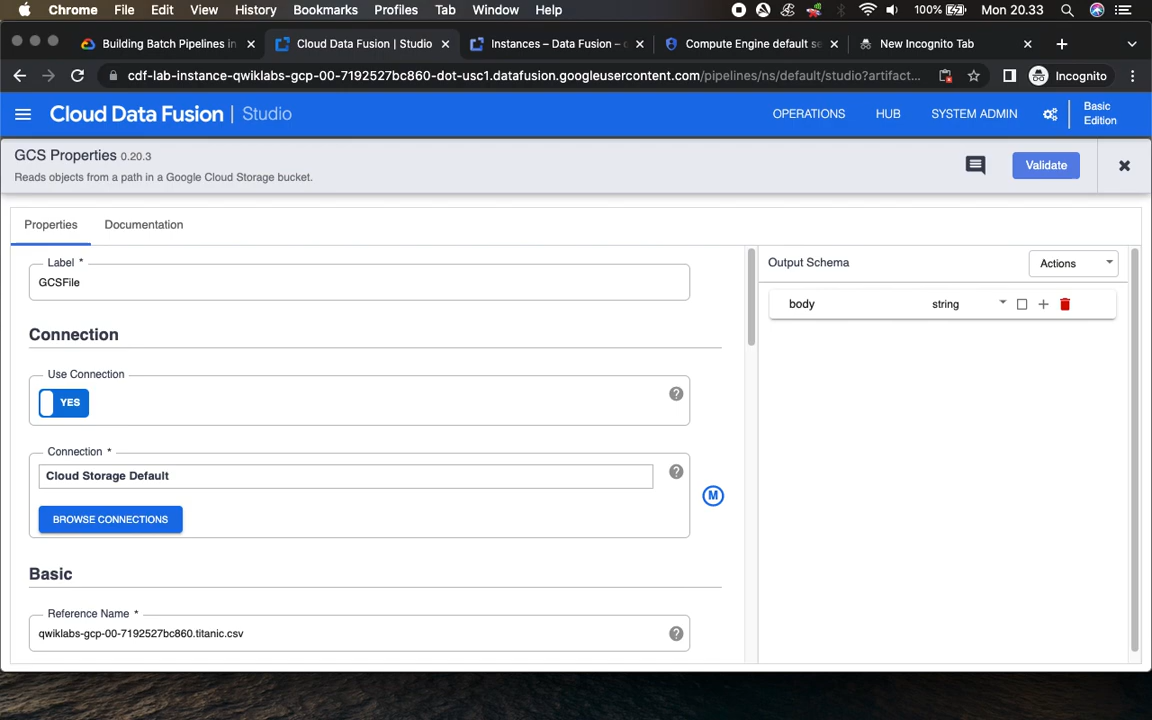 Chrome File Edit View History Bookmarks Profiles Tab Window Help 100% Mon 20.33
Building Batch Pipelines in
Cloud Data Fusion | Studio
Instances – Data Fusion –
Compute Engine default se
New Incognito Tab
cdf-lab-instance-qwiklabs-gcp-00-7192527bc860-dot-usc1.datafusion.googleusercontent.com/pipelines/ns/default/studio?artifact...
Incognito
Cloud Data Fusion | Studio
OPERATIONS HUB SYSTEM ADMIN
Basic
Edition
GCS Properties 0.20.3
Reads objects from a path in a Google Cloud Storage bucket.
Validate
Properties Documentation
Label *
GCSFile
Connection
Use Connection
YES
Connection *
Cloud Storage Default
BROWSE CONNECTIONS
M
Basic
Reference Name *
qwiklabs-gcp-00-7192527bc860.titanic.csv
Output Schema
Actions
body string